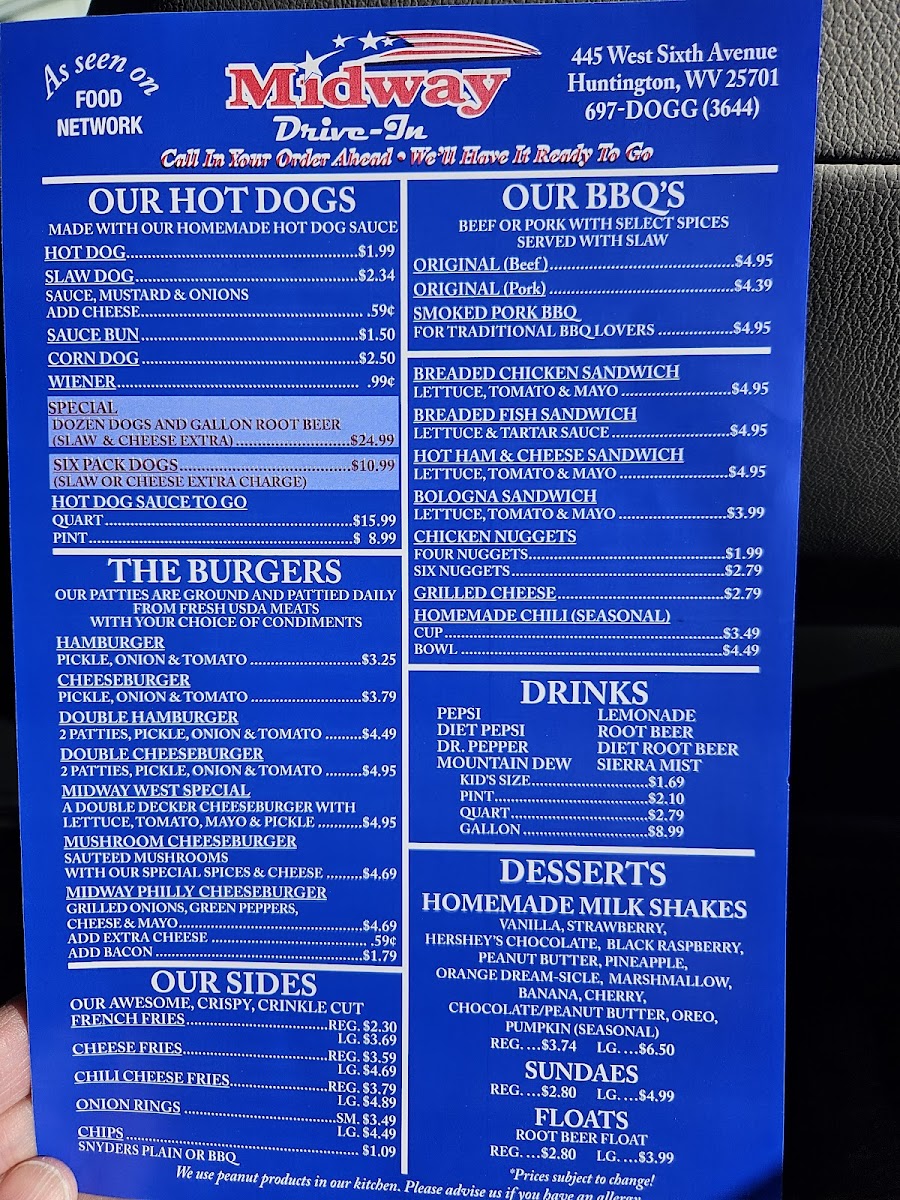 As seen on
FOOD
NETWORK
Midway
Drive-In
445 West Sixth Avenue
Huntington, WV 25701
697-DOGG (3644)
Call In Your Order Ahead • We'll Have It Ready To Go
OUR HOT DOGS
MADE WITH OUR HOMEMADE HOT DOG SAUCE
HOT DOG $1.99
SLAW DOG $2.34
SAUCE, MUSTARD & ONIONS
ADD CHEESE .59¢
SAUCE BUN $1.50
CORN DOG $2.50
WIENER .99¢
SPECIAL
DOZEN DOGS AND GALLON ROOT BEER
(SLAW & CHEESE EXTRA) $24.99
SIX PACK DOGS $10.99
(SLAW OR CHEESE EXTRA CHARGE)
HOT DOG SAUCE TO GO
QUART $15.99
PINT $ 8.99
THE BURGERS
OUR PATTIES ARE GROUND AND PATTIED DAILY
FROM FRESH USDA MEATS
WITH YOUR CHOICE OF CONDIMENTS
HAMBURGER
PICKLE, ONION & TOMATO $3.25
CHEESEBURGER
PICKLE, ONION & TOMATO $3.79
DOUBLE HAMBURGER
2 PATTIES, PICKLE, ONION & TOMATO $4.49
DOUBLE CHEESEBURGER
2 PATTIES, PICKLE, ONION & TOMATO $4.95
MIDWAY WEST SPECIAL
A DOUBLE DECKER CHEESEBURGER WITH
LETTUCE, TOMATO, MAYO & PICKLE $4.95
MUSHROOM CHEESEBURGER
SAUTEED MUSHROOMS
WITH OUR SPECIAL SPICES & CHEESE $4.69
MIDWAY PHILLY CHEESEBURGER
GRILLED ONIONS, GREEN PEPPERS,
CHEESE & MAYO $4.69
ADD EXTRA CHEESE .59¢
ADD BACON $1.79
OUR SIDES
OUR AWESOME, CRISPY, CRINKLE CUT
FRENCH FRIES REG. $2.30
LG. $3.69
CHEESE FRIES REG. $3.59
LG. $4.69
CHILI CHEESE FRIES REG. $3.79
LG. $4.89
ONION RINGS SM. $3.49
LG. $4.49
CHIPS $1.09
SNYDERS PLAIN OR BBQ
OUR BBQ'S
BEEF OR PORK WITH SELECT SPICES
SERVED WITH SLAW
ORIGINAL (Beef) $4.95
ORIGINAL (Pork) $4.39
SMOKED PORK BBQ
FOR TRADITIONAL BBQ LOVERS $4.95
BREADED CHICKEN SANDWICH
LETTUCE, TOMATO & MAYO $4.95
BREADED FISH SANDWICH
LETTUCE & TARTAR SAUCE $4.95
HOT HAM & CHEESE SANDWICH
LETTUCE, TOMATO & MAYO $4.95
BOLOGNA SANDWICH
LETTUCE, TOMATO & MAYO $3.99
CHICKEN NUGGETS
FOUR NUGGETS $1.99
SIX NUGGETS $2.79
GRILLED CHEESE $2.79
HOMEMADE CHILI (SEASONAL)
CUP $3.49
BOWL $4.49
DRINKS
PEPSI LEMONADE
DIET PEPSI ROOT BEER
DR. PEPPER DIET ROOT BEER
MOUNTAIN DEW SIERRA MIST
KID'S SIZE $1.69
PINT $2.10
QUART $2.79
GALLON $8.99
DESSERTS
HOMEMADE MILK SHAKES
VANILLA, STRAWBERRY,
HERSHEY'S CHOCOLATE, BLACK RASPBERRY,
PEANUT BUTTER, PINEAPPLE,
ORANGE DREAM-SICLE, MARSHMALLOW,
BANANA, CHERRY,
CHOCOLATE/PEANUT BUTTER, OREO,
PUMPKIN (SEASONAL)
REG. ...$3.74 LG. ...$6.50
SUNDAES
REG. ...$2.80 LG. ...$4.99
FLOATS
ROOT BEER FLOAT
REG. ...$2.80 LG. ...$3.99
*Prices subject to change!
We use peanut products in our kitchen. Please advise us if you have an allergy